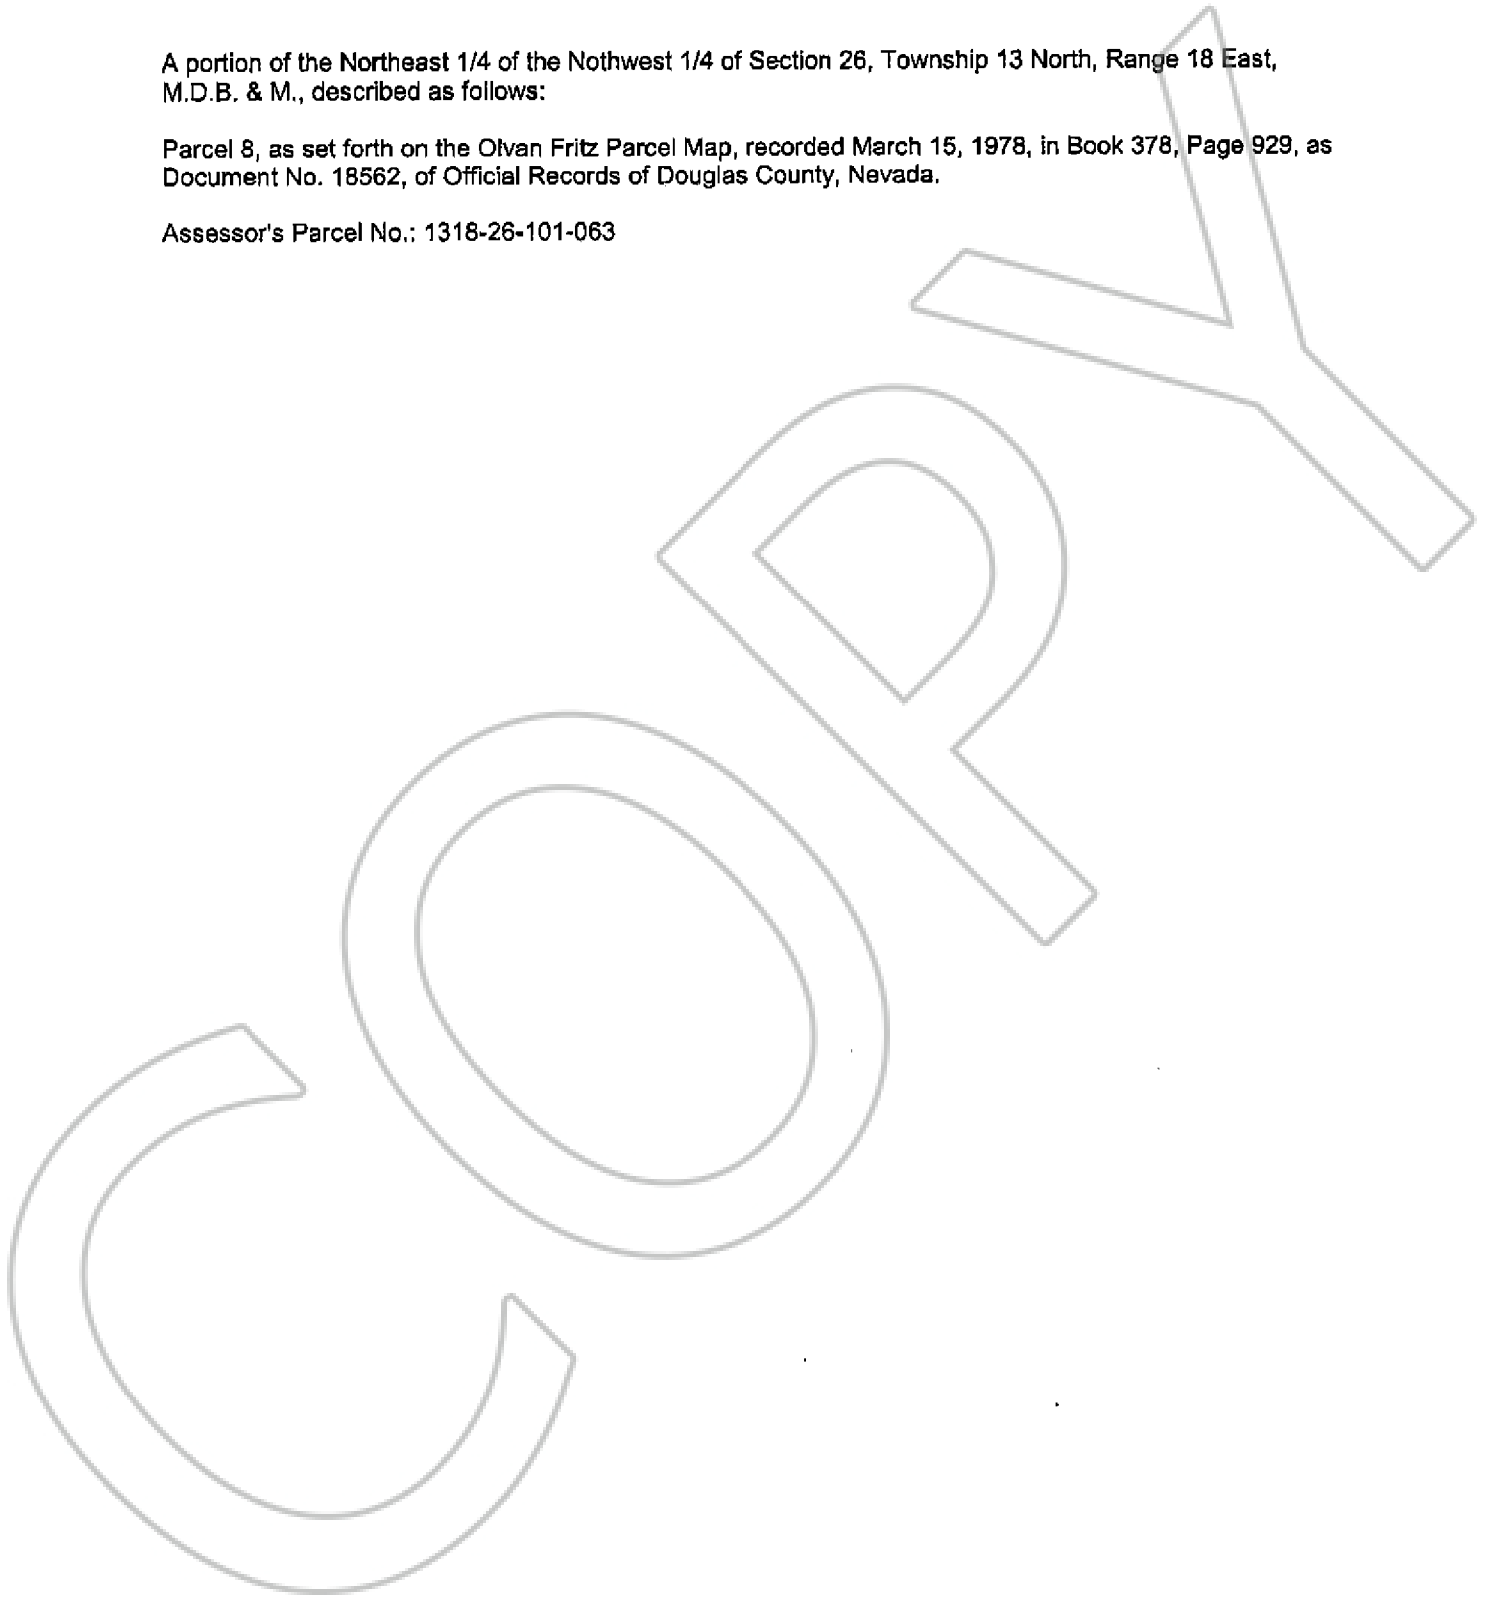 A portion of the Northeast 1/4 of the Nothwest 1/4 of Section 26, Township 13 North, Range 18 East,
M.D.B. & M., described as follows:
Parcel 8, as set forth on the Olvan Fritz Parcel Map, recorded March 15, 1978, in Book 378, Page 929, as
Document No. 18562, of Official Records of Douglas County, Nevada.
Assessor's Parcel No.: 1318-26-101-063
COPY